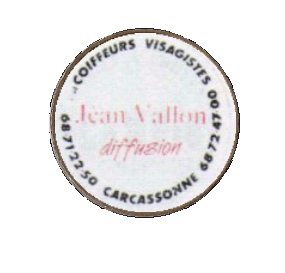 COIFFEURS VISAGISTES
Jean Vallon
diffusion
68 71 22 50 CARCASSONNE 68 72 47 00